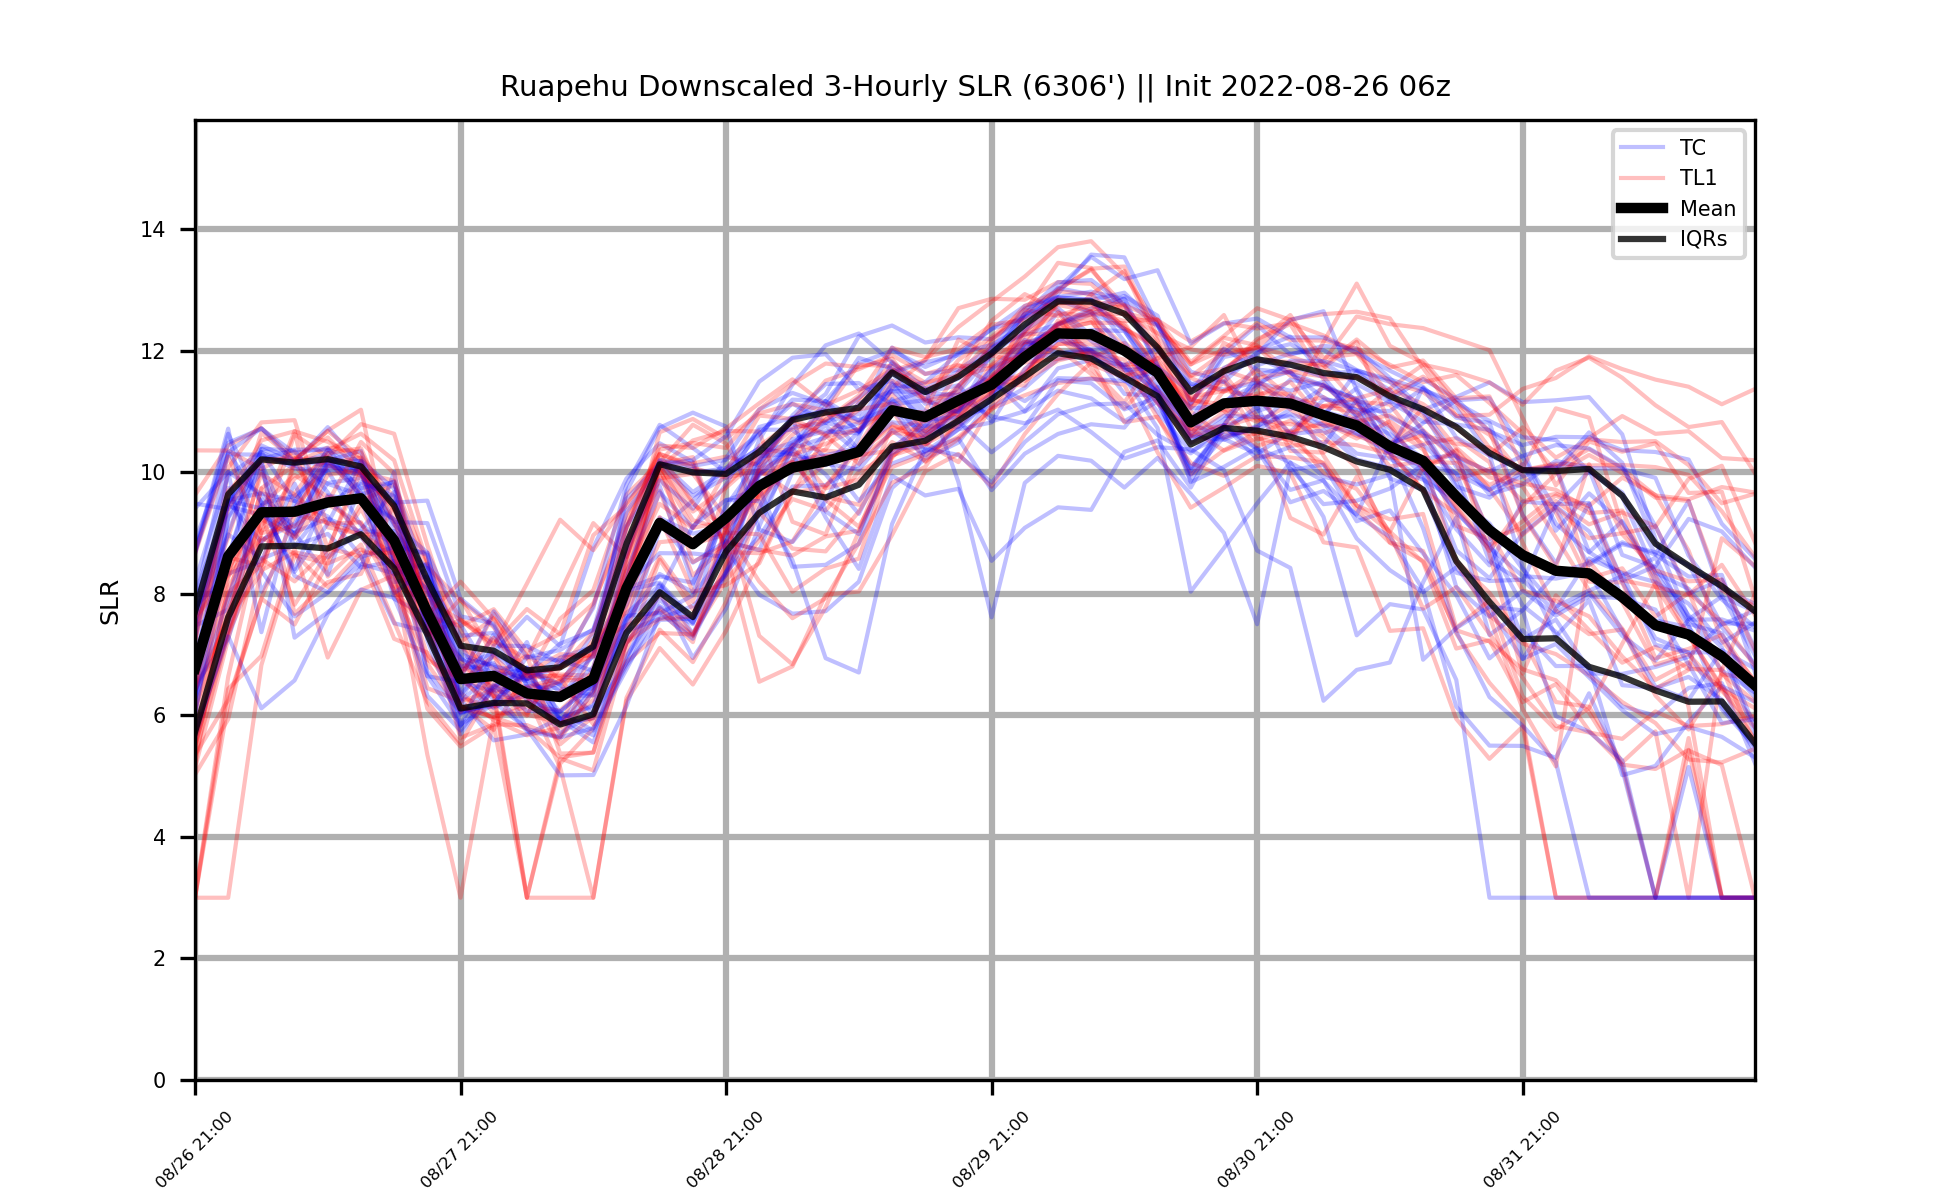 Ruapehu Downscaled 3-Hourly SLR (6306') || Init 2022-08-26 06z
TC
TL1
Mean
IQRs
SLR
14
12
10
8
6
4
2
0
08/26 21:00
08/27 21:00
08/28 21:00
08/29 21:00
08/30 21:00
08/31 21:00